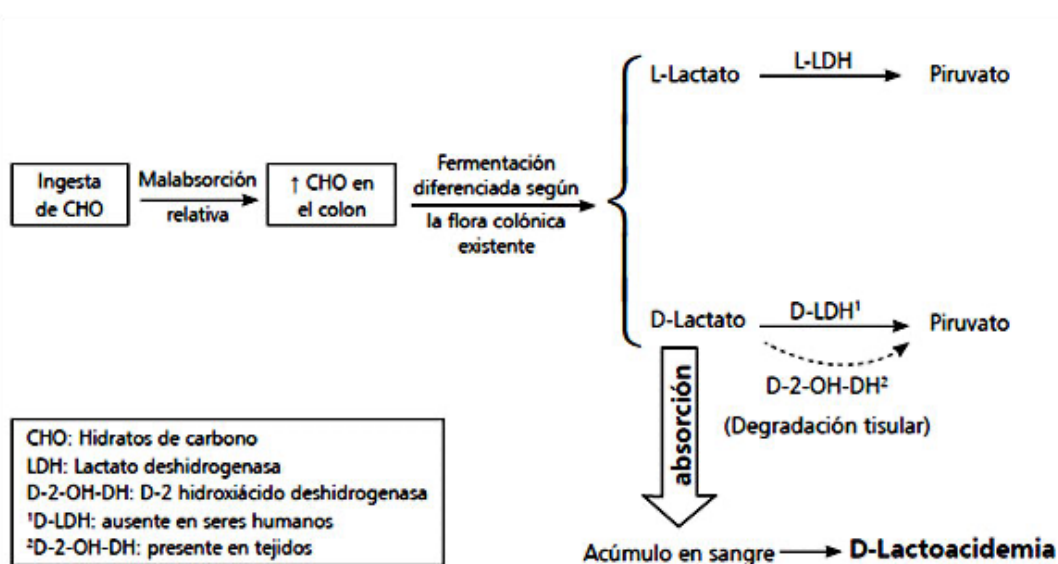 Ingesta
de CHO
Malabsorción
relativa
↑ CHO en
el colon
Fermentación
diferenciada según
la flora colónica
existente
L-Lactato
L-LDH
Piruvato
D-Lactato
D-LDH¹
Piruvato
D-2-OH-DH²
(Degradación tisular)
absorción
Acúmulo en sangre
D-Lactoacidemia
CHO: Hidratos de carbono
LDH: Lactato deshidrogenasa
D-2-OH-DH: D-2 hidroxiácido deshidrogenasa
¹D-LDH: ausente en seres humanos
²D-2-OH-DH: presente en tejidos